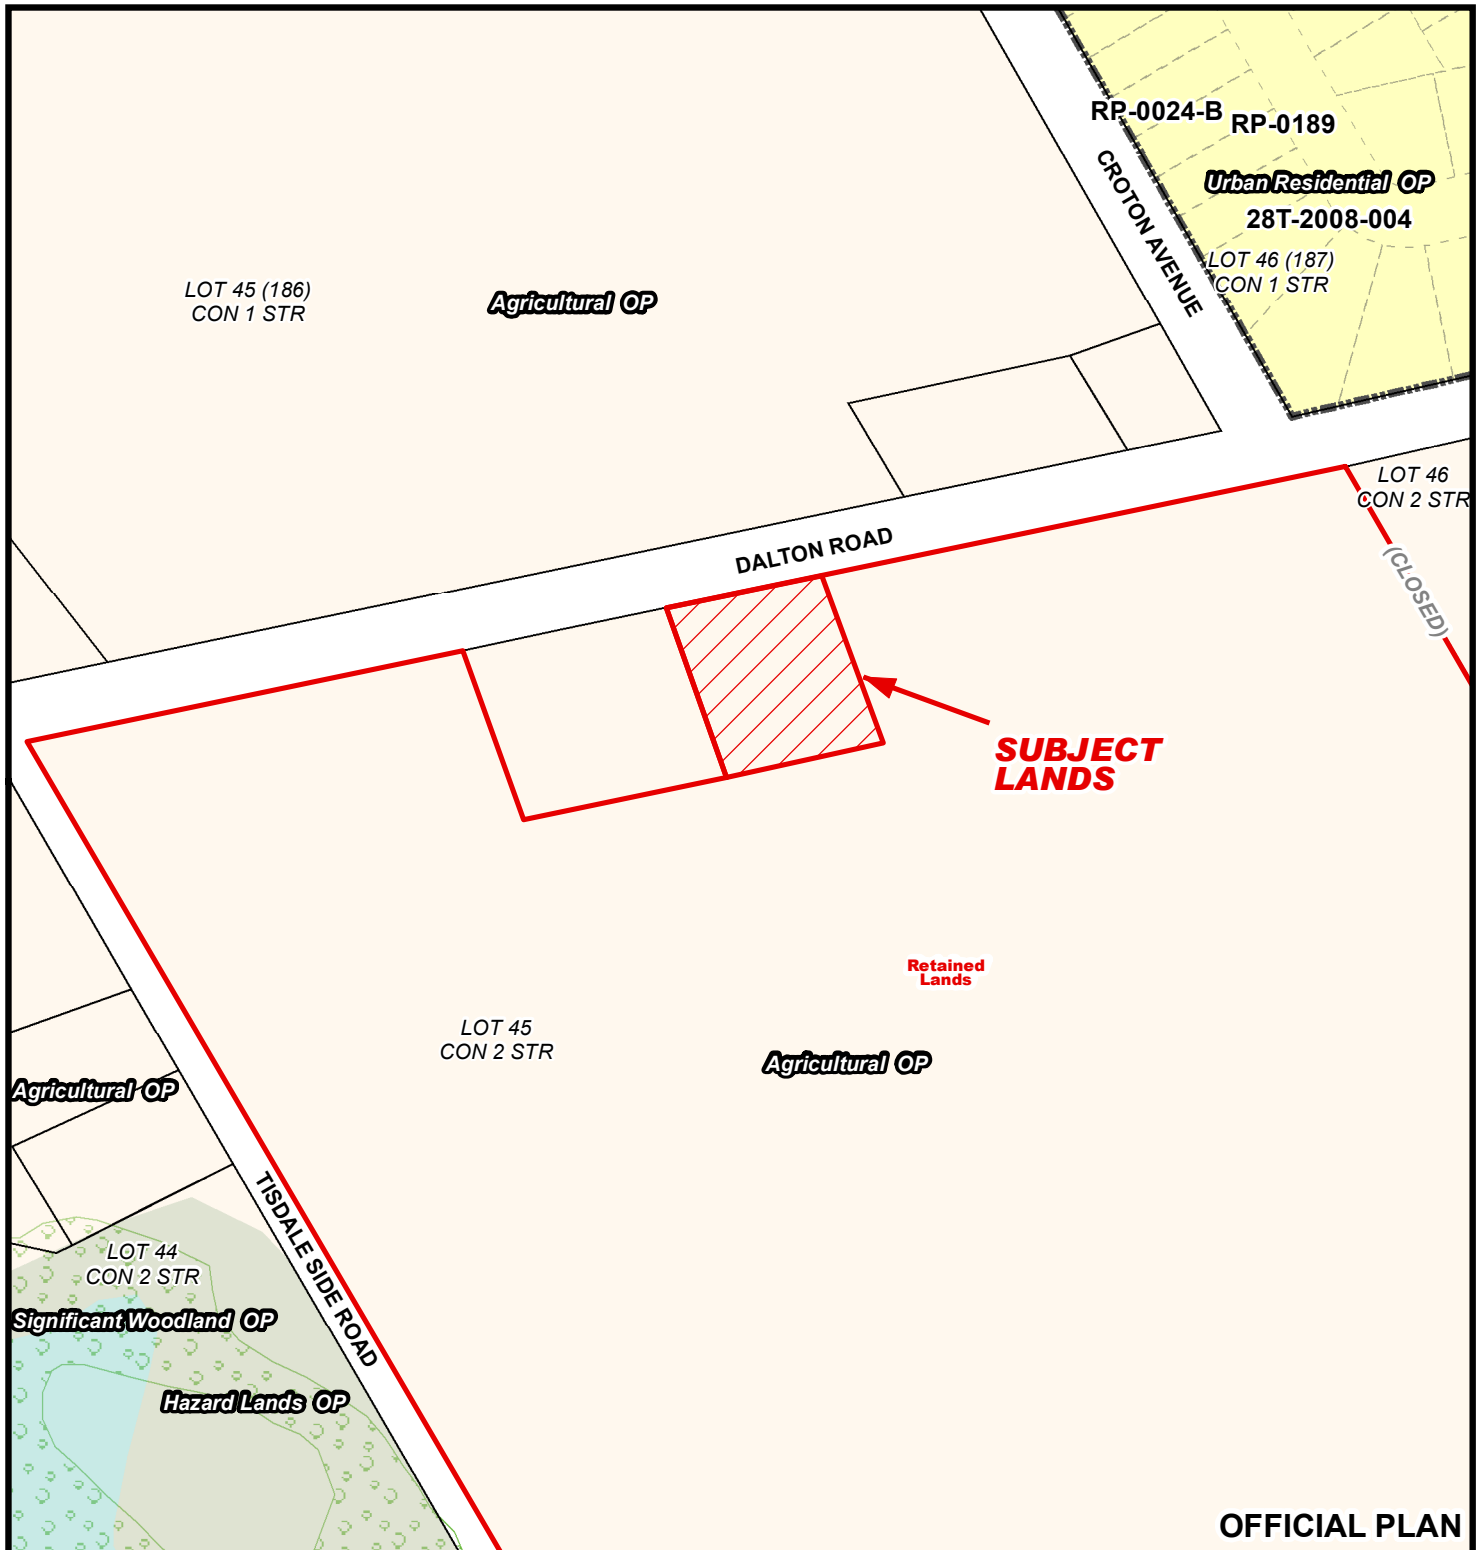 RP-0024-B
RP-0189
CROTON AVENUE
Urban Residential OP
28T-2008-004
LOT 46 (187)
CON 1 STR
LOT 45 (186)
CON 1 STR
Agricultural OP
LOT 46
CON 2 STR
DALTON ROAD
(CLOSED)
SUBJECT
LANDS
Retained
Lands
LOT 45
CON 2 STR
Agricultural OP
Agricultural OP
TISDALE SIDE ROAD
LOT 44
CON 2 STR
Significant Woodland OP
Hazard Lands OP
OFFICIAL PLAN